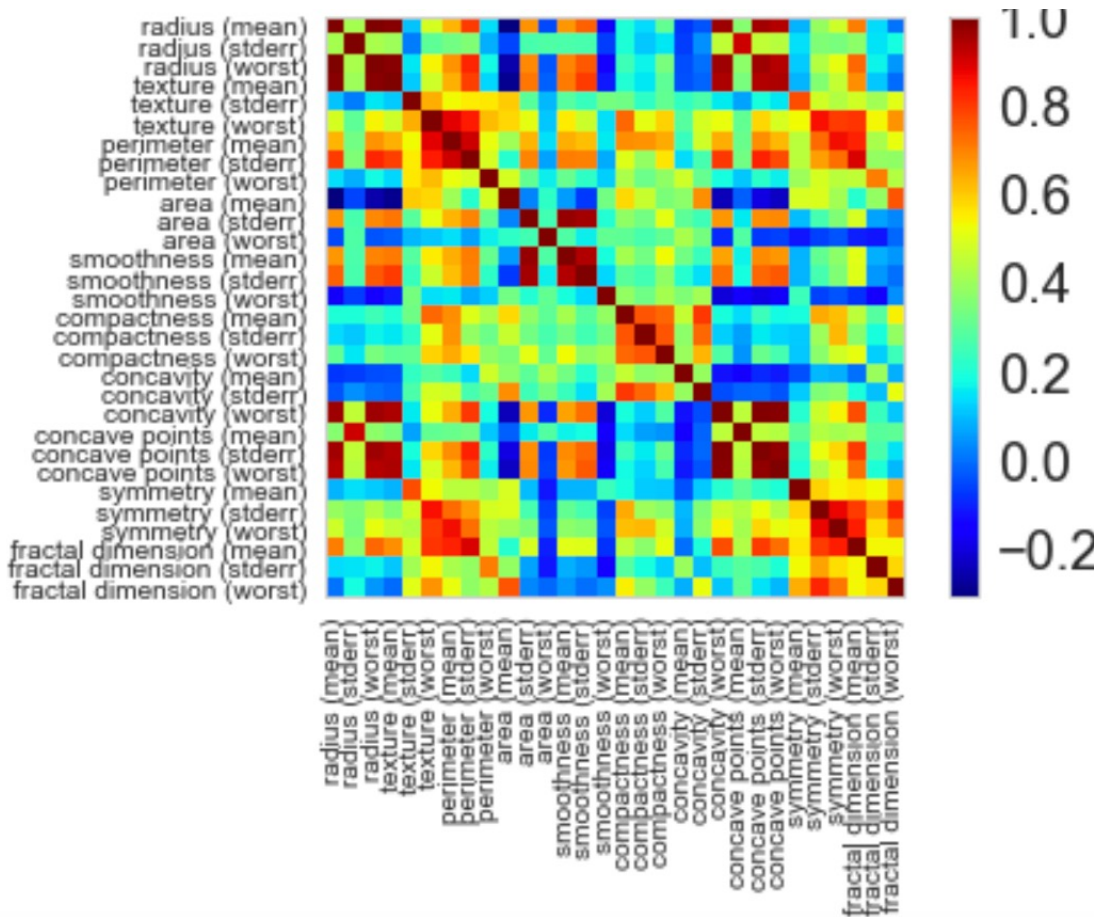 radius (mean)
radius (stderr)
radius (worst)
texture (mean)
texture (stderr)
texture (worst)
perimeter (mean)
perimeter (stderr)
perimeter (worst)
area (mean)
area (stderr)
area (worst)
smoothness (mean)
smoothness (stderr)
smoothness (worst)
compactness (mean)
compactness (stderr)
compactness (worst)
concavity (mean)
concavity (stderr)
concavity (worst)
concave points (mean)
concave points (stderr)
concave points (worst)
symmetry (mean)
symmetry (stderr)
symmetry (worst)
fractal dimension (mean)
fractal dimension (stderr)
fractal dimension (worst)
1.0
0.8
0.6
0.4
0.2
0.0
−0.2
radius (mean)
radius (stderr)
radius (worst)
texture (mean)
texture (stderr)
texture (worst)
perimeter (mean)
perimeter (stderr)
perimeter (worst)
area (mean)
area (stderr)
area (worst)
smoothness (mean)
smoothness (stderr)
smoothness (worst)
compactness (mean)
compactness (stderr)
compactness (worst)
concavity (mean)
concavity (stderr)
concavity (worst)
concave points (mean)
concave points (stderr)
concave points (worst)
symmetry (mean)
symmetry (stderr)
symmetry (worst)
fractal dimension (mean)
fractal dimension (stderr)
fractal dimension (worst)